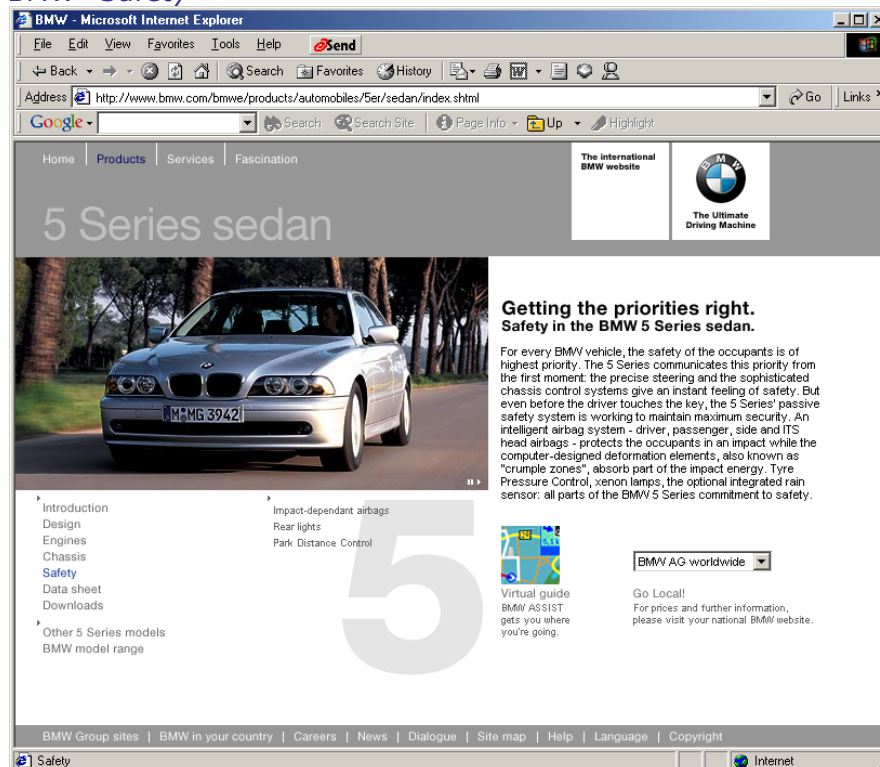 BMW - Safety
BMW - Microsoft Internet Explorer
File Edit View Favorites Tools Help Send
Back Search Favorites History
Address http://www.bmw.com/bmwe/products/automobiles/5er/sedan/index.shtml Go Links
Google Search Search Site Page Info Up Highlight
Home Products Services Fascination
The international
BMW website
BMW
The Ultimate
Driving Machine
5 Series sedan
M MG 3942
Getting the priorities right.
Safety in the BMW 5 Series sedan.
For every BMW vehicle, the safety of the occupants is of
highest priority. The 5 Series communicates this priority from
the first moment: the precise steering and the sophisticated
chassis control systems give an instant feeling of safety. But
even before the driver touches the key, the 5 Series' passive
safety system is working to maintain maximum security. An
intelligent airbag system - driver, passenger, side and ITS
head airbags - protects the occupants in an impact while the
computer-designed deformation elements, also known as
"crumple zones", absorb part of the impact energy. Tyre
Pressure Control, xenon lamps, the optional integrated rain
sensor: all parts of the BMW 5 Series commitment to safety.
Introduction
Design
Engines
Chassis
Safety
Data sheet
Downloads
Other 5 Series models
BMW model range
Impact-dependant airbags
Rear lights
Park Distance Control
5
Virtual guide
BMW ASSIST
gets you where
you're going.
BMW AG worldwide
Go Local!
For prices and further information,
please visit your national BMW website.
BMW Group sites | BMW in your country | Careers | News | Dialogue | Site map | Help | Language | Copyright
Safety Internet